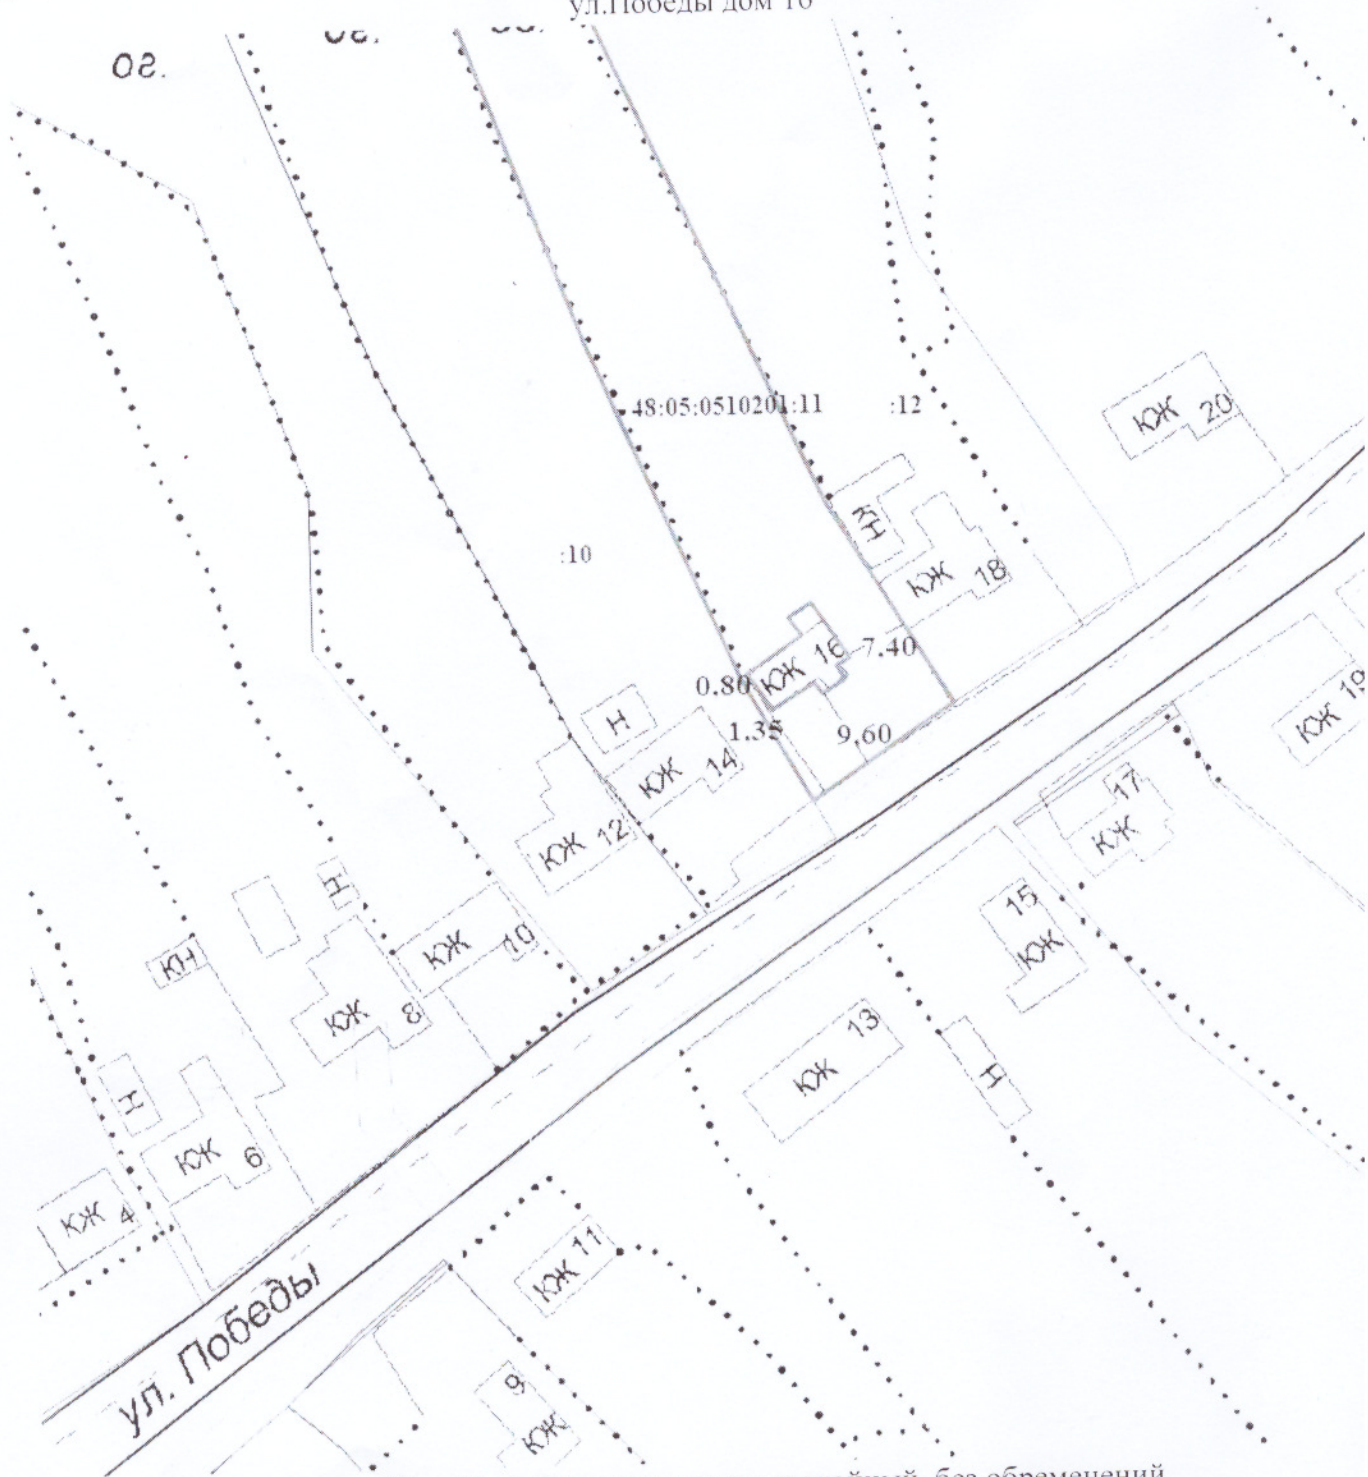 ул.Победы дом 16
48:05:0510201:11
:12
КЖ 20
КН
КЖ 18
:10
КЖ 16
7.40
0.80
1.35
9.60
Н
КЖ 14
КЖ 12
КЖ 19
17
КЖ
15
КЖ
Н
КЖ 10
КН
КЖ 8
КЖ 13
Н
Н
КЖ 6
КЖ 4
КЖ 11
ул. Победы
9
КЖ
без обременений